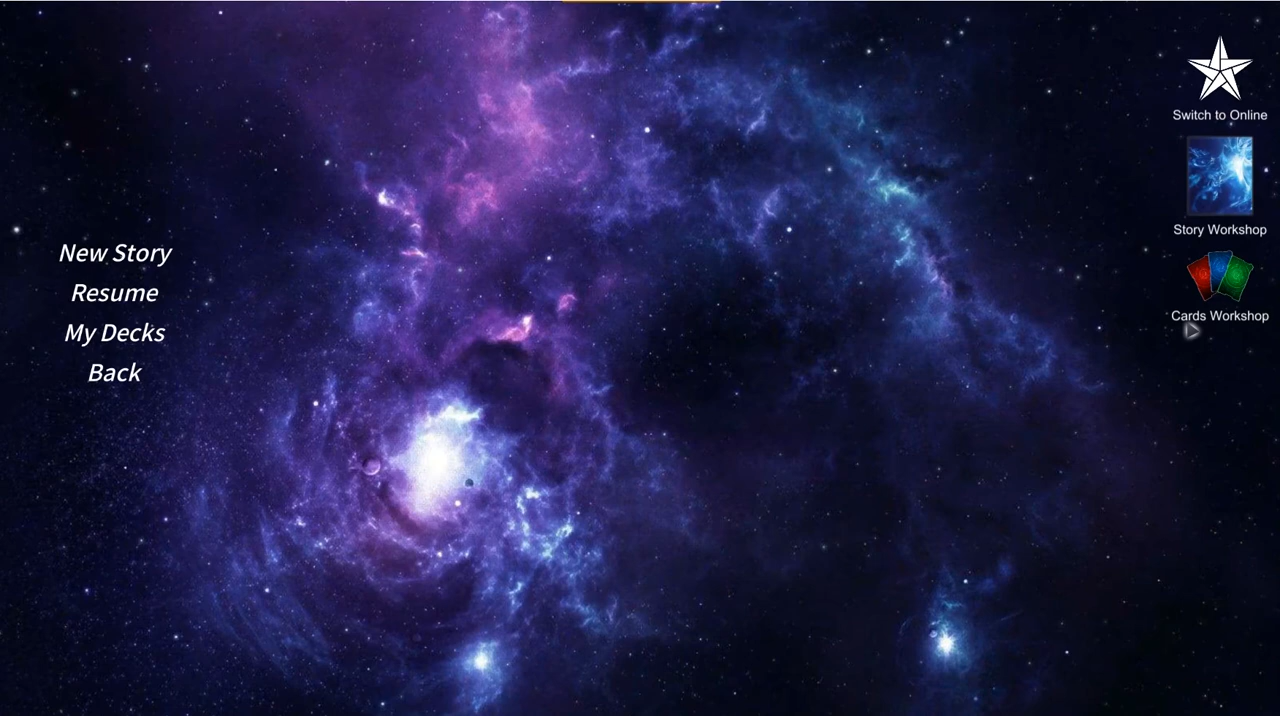 New Story
Resume
My Decks
Back
Switch to Online
Story Workshop
Cards Workshop